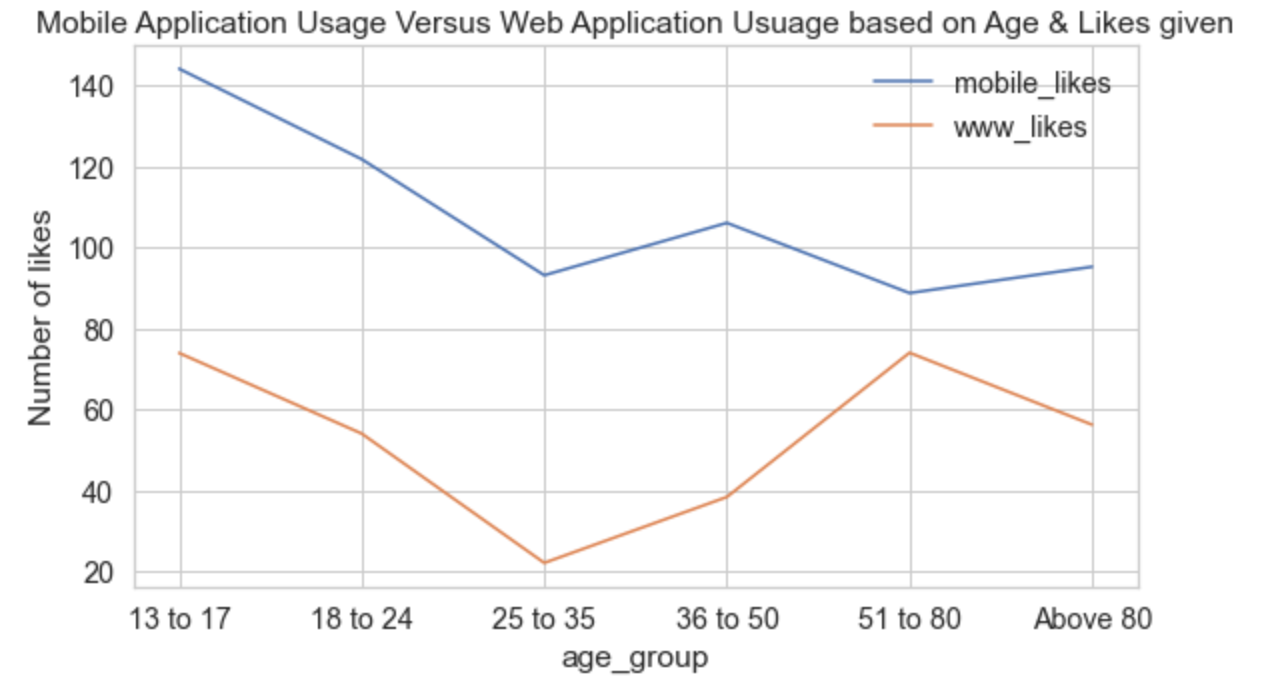 Mobile Application Usage Versus Web Application Usuage based on Age & Likes given
mobile_likes
www_likes
Number of likes
140
120
100
80
60
40
20
13 to 17
18 to 24
25 to 35
36 to 50
51 to 80
Above 80
age_group